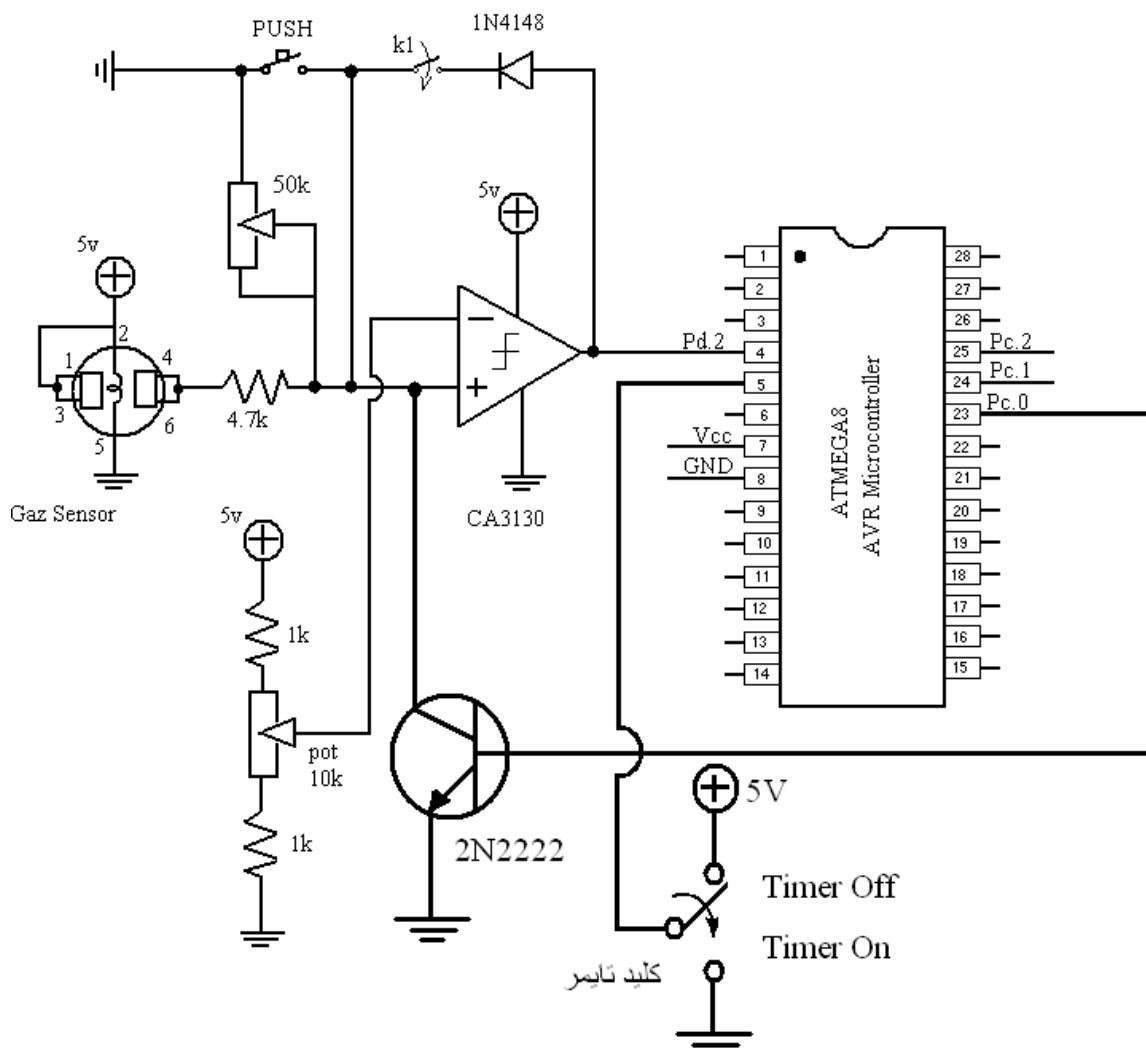 PUSH
k1
1N4148
50k
5v
5v
1
2
4
3
5
6
4.7k
Gaz Sensor
5v
1k
pot
10k
1k
CA3130
2N2222
Pd.2
Vcc
GND
1
2
3
4
5
6
7
8
9
10
11
12
13
14
ATMEGA8
AVR Microcontroller
28
27
26
25
24
23
22
21
20
19
18
17
16
15
Pc.2
Pc.1
Pc.0
5V
Timer Off
Timer On
کلید تایمر